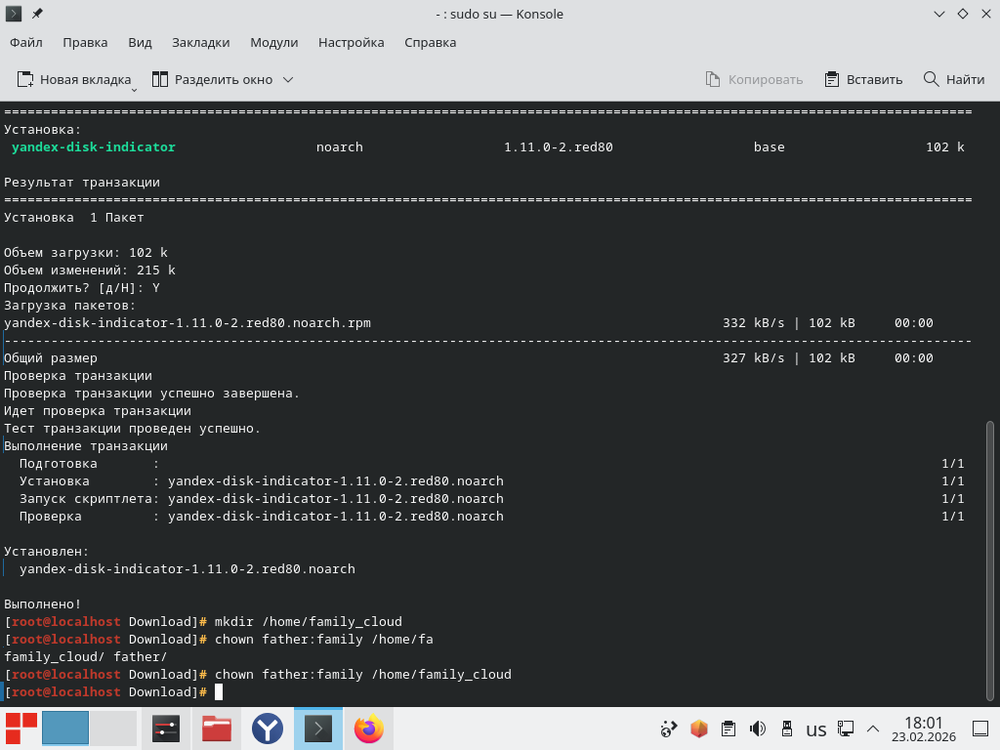 - : sudo su — Konsole
Файл Правка Вид Закладки Модули Настройка Справка
Новая вкладка Разделить окно Копировать Вставить Найти
================================================================================
Установка:
yandex-disk-indicator noarch 1.11.0-2.red80 base 102 k
Результат транзакции
================================================================================
Установка 1 Пакет
Объем загрузки: 102 k
Объем изменений: 215 k
Продолжить? [д/Н]: Y
Загрузка пакетов:
yandex-disk-indicator-1.11.0-2.red80.noarch.rpm 332 kB/s | 102 kB 00:00
--------------------------------------------------------------------------------
Общий размер 327 kB/s | 102 kB 00:00
Проверка транзакции
Проверка транзакции успешно завершена.
Идет проверка транзакции
Тест транзакции проведен успешно.
Выполнение транзакции
Подготовка : 1/1
Установка : yandex-disk-indicator-1.11.0-2.red80.noarch 1/1
Запуск скриптлета: yandex-disk-indicator-1.11.0-2.red80.noarch 1/1
Проверка : yandex-disk-indicator-1.11.0-2.red80.noarch 1/1
Установлен:
yandex-disk-indicator-1.11.0-2.red80.noarch
Выполнено!
[root@localhost Download]# mkdir /home/family_cloud
[root@localhost Download]# chown father:family /home/fa
family_cloud/ father/
[root@localhost Download]# chown father:family /home/family_cloud
[root@localhost Download]#
us 18:01
23.02.2026